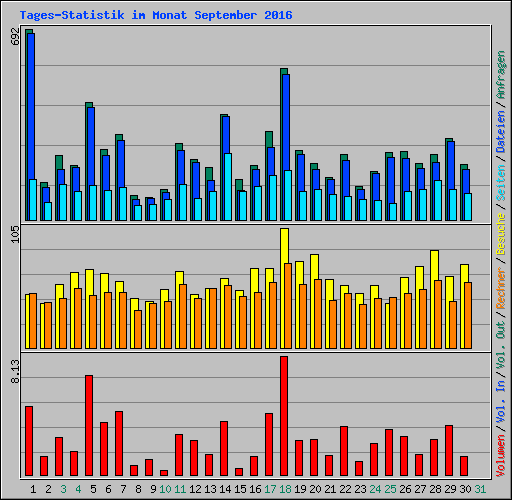 Tages-Statistik im Monat September 2016
692
105
8.13
1 2 3 4 5 6 7 8 9 10 11 12 13 14 15 16 17 18 19 20 21 22 23 24 25 26 27 28 29 30 31
Volumen / Vol. In / Vol. Out / Rechner / Besuche / Seiten / Dateien / Anfragen